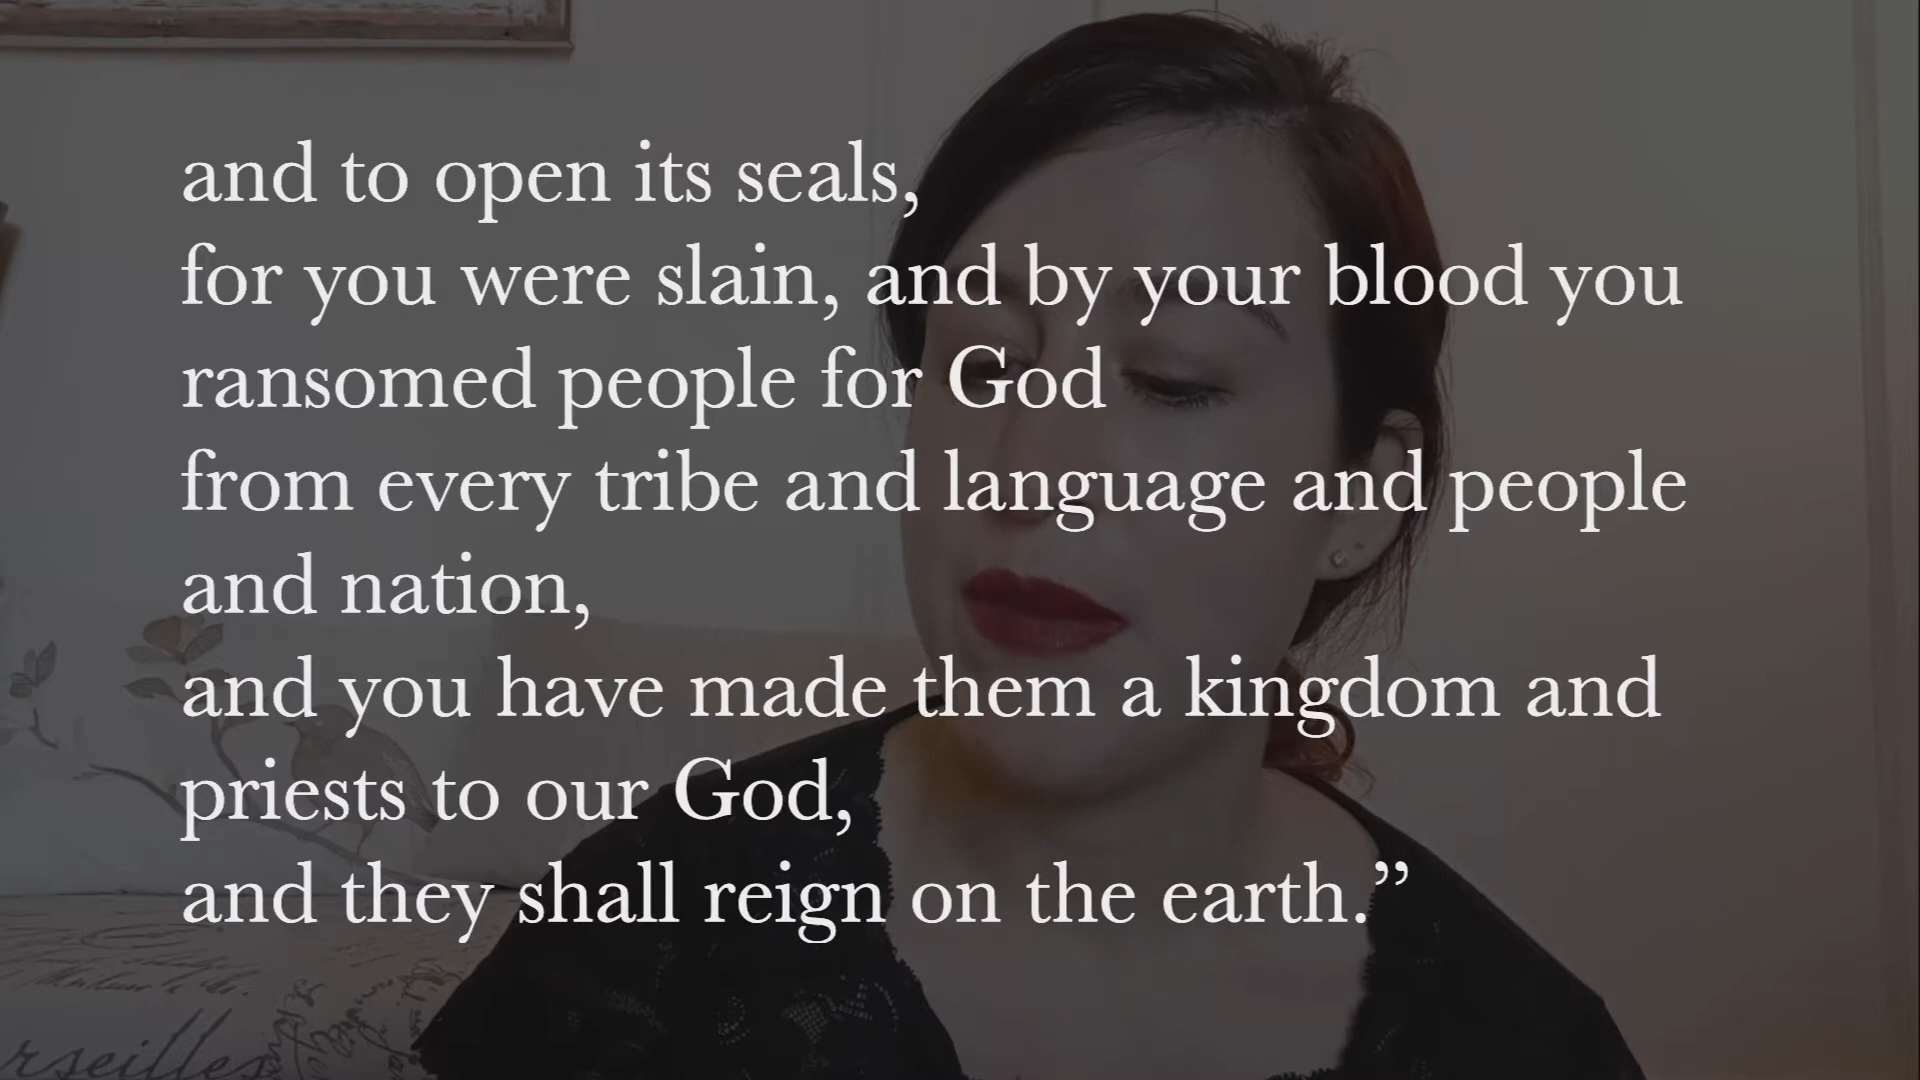 and to open its seals,
for you were slain, and by your blood you
ransomed people for God
from every tribe and language and people
and nation,
and you have made them a kingdom and
priests to our God,
and they shall reign on the earth.”
rseilles